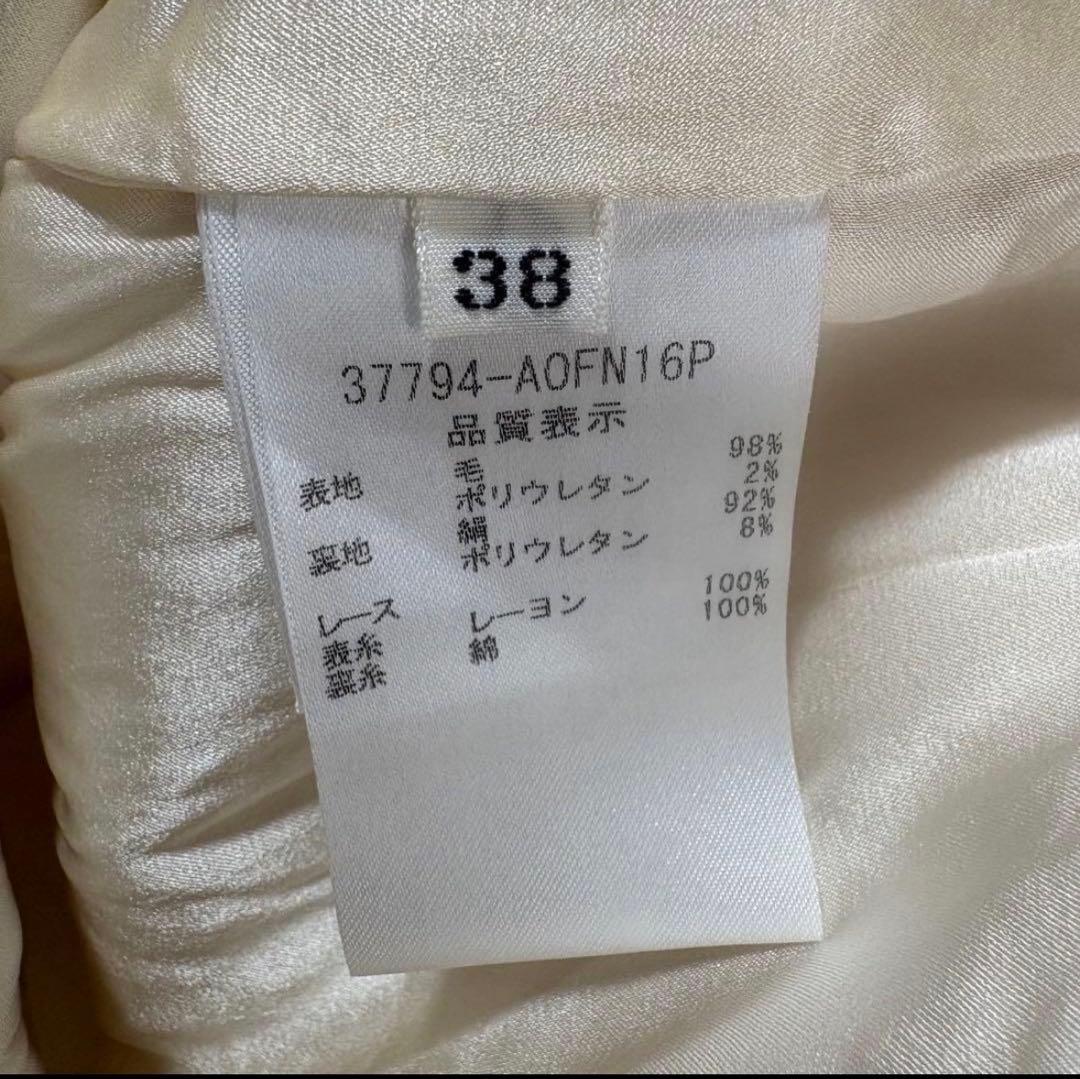 38
37794-A0FN16P
品質表示
表地 毛 98%
ポリウレタン 2%
裏地 絹 92%
ポリウレタン 8%
レース
表糸 レーヨン 100%
裏糸 綿 100%